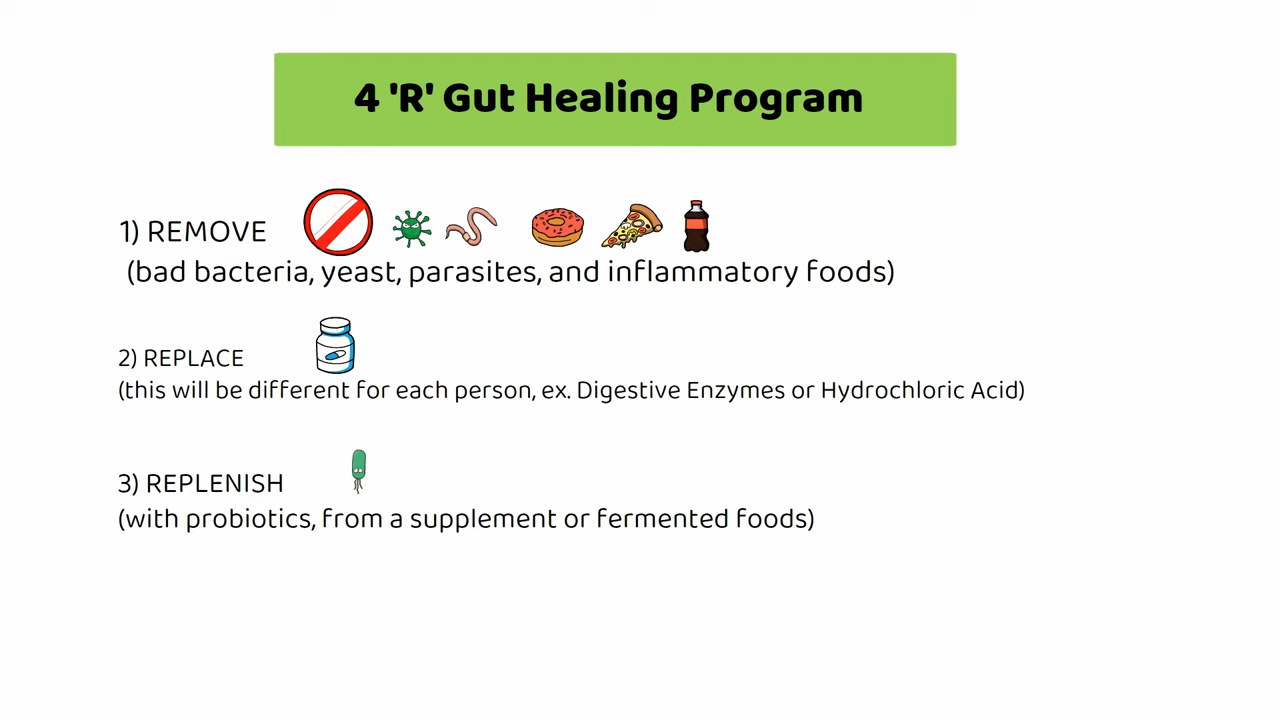 4 'R' Gut Healing Program
1) REMOVE
(bad bacteria, yeast, parasites, and inflammatory foods)
2) REPLACE
(this will be different for each person, ex. Digestive Enzymes or Hydrochloric Acid)
3) REPLENISH
(with probiotics, from a supplement or fermented foods)